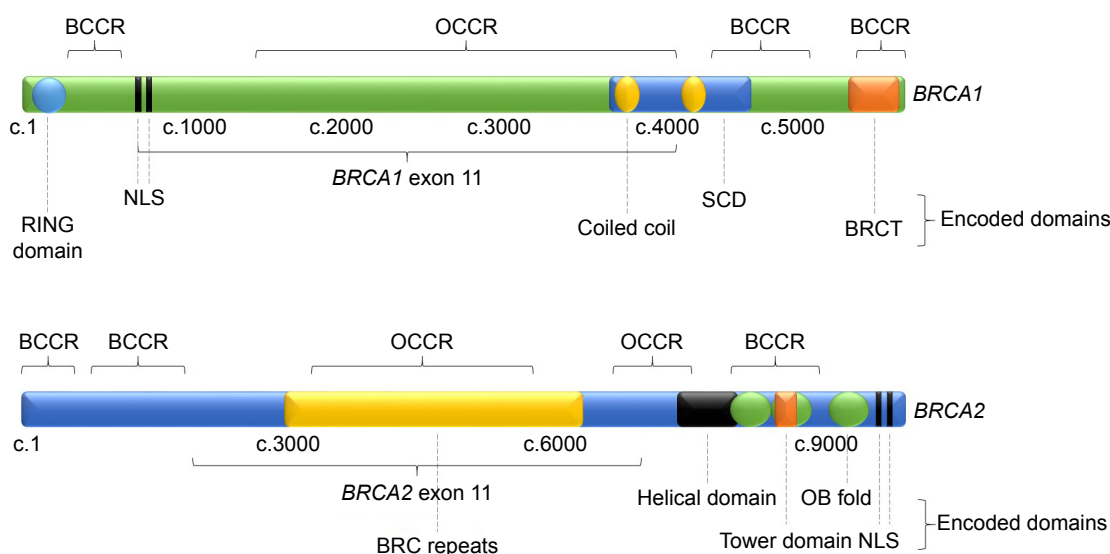 BCCR OCCR BCCR BCCR
BRCA1
c.1 c.1000 c.2000 c.3000 c.4000 c.5000
BRCA1 exon 11
NLS SCD
RING
domain
Coiled coil BRCT Encoded domains
BCCR BCCR OCCR OCCR BCCR
BRCA2
c.1 c.3000 c.6000 c.9000
BRCA2 exon 11 Helical domain OB fold
Encoded domains
BRC repeats Tower domain NLS